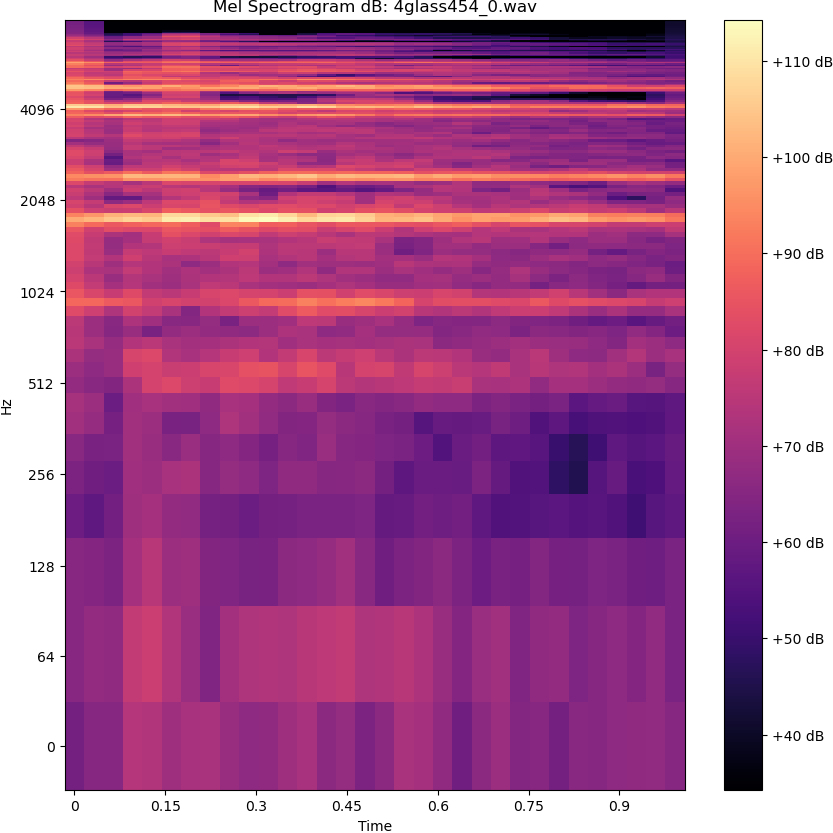 Mel Spectrogram dB: 4glass454_0.wav
+110 dB
4096
+100 dB
2048
+90 dB
1024
+80 dB
512
Hz
+70 dB
256
+60 dB
128
64
+50 dB
0
+40 dB
0 0.15 0.3 0.45 0.6 0.75 0.9
Time